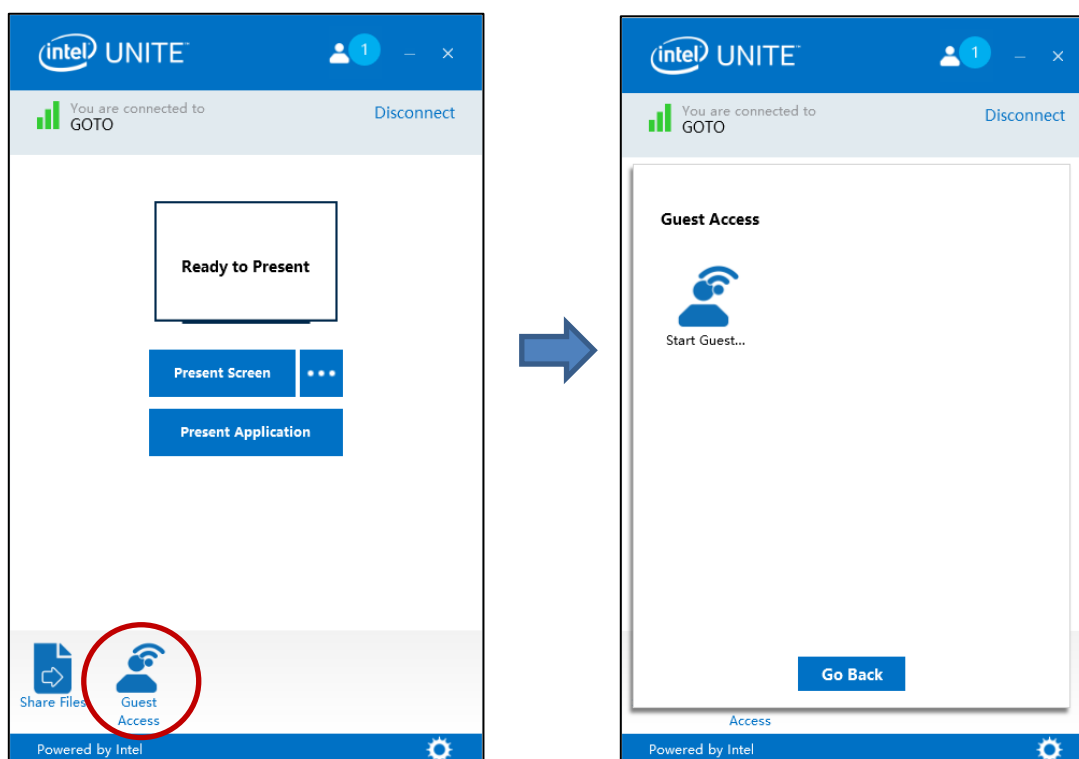 intel UNITE™
1
You are connected to
GOTO
Disconnect
Ready to Present
Present Screen
Present Application
Share Files
Guest
Access
Powered by Intel
intel UNITE™
1
You are connected to
GOTO
Disconnect
Guest Access
Start Guest...
Go Back
Access
Powered by Intel